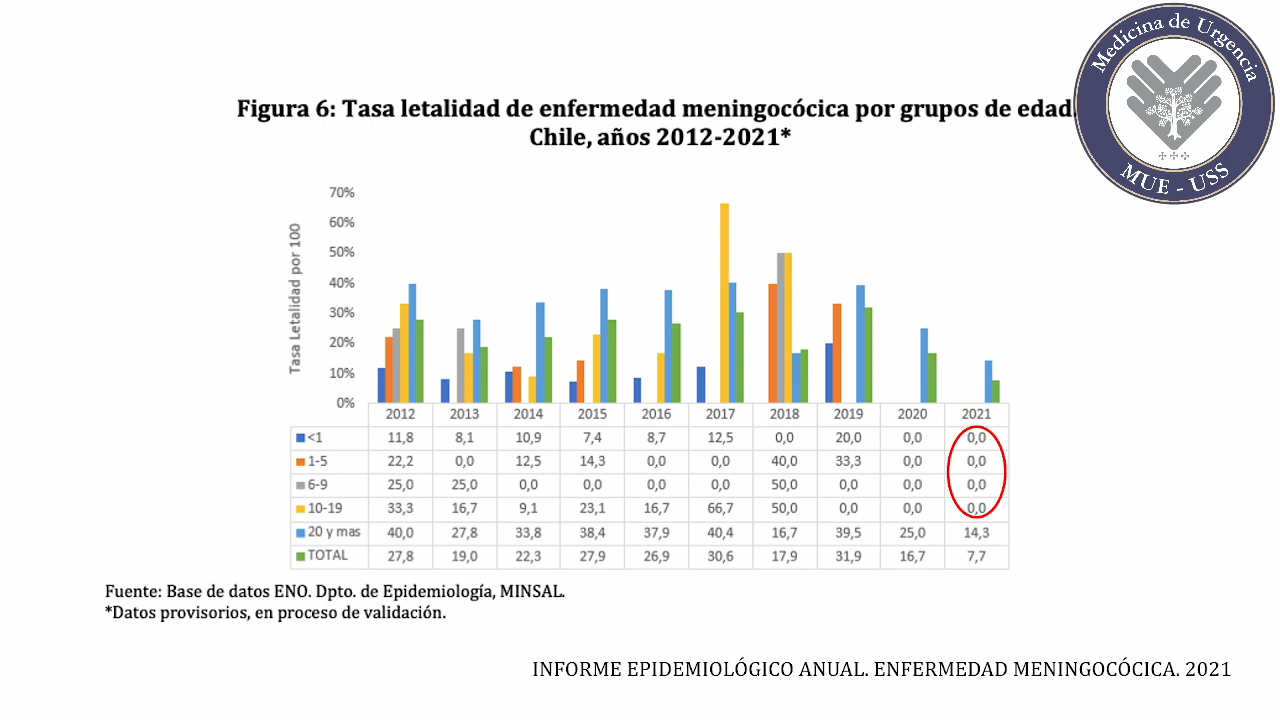 Medicina de Urgencia
MUE - USS
Figura 6: Tasa letalidad de enfermedad meningocócica por grupos de edad.
Chile, años 2012-2021*
Tasa Letalidad por 100
70%
60%
50%
40%
30%
20%
10%
0%
2012 2013 2014 2015 2016 2017 2018 2019 2020 2021
<1 11,8 8,1 10,9 7,4 8,7 12,5 0,0 20,0 0,0 0,0
1-5 22,2 0,0 12,5 14,3 0,0 0,0 40,0 33,3 0,0 0,0
6-9 25,0 25,0 0,0 0,0 0,0 0,0 50,0 0,0 0,0 0,0
10-19 33,3 16,7 9,1 23,1 16,7 66,7 50,0 0,0 0,0 0,0
20 y mas 40,0 27,8 33,8 38,4 37,9 40,4 16,7 39,5 25,0 14,3
TOTAL 27,8 19,0 22,3 27,9 26,9 30,6 17,9 31,9 16,7 7,7
Fuente: Base de datos ENO. Dpto. de Epidemiología, MINSAL.
*Datos provisorios, en proceso de validación.
INFORME EPIDEMIOLÓGICO ANUAL. ENFERMEDAD MENINGOCÓCICA. 2021